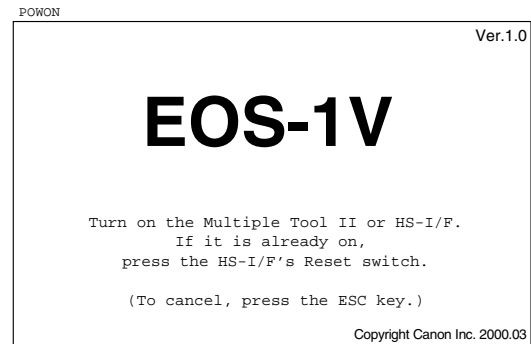 POWON
Ver.1.0
EOS-1V
Turn on the Multiple Tool II or HS-I/F.
If it is already on,
press the HS-I/F's Reset switch.
(To cancel, press the ESC key.)
Copyright Canon Inc. 2000.03